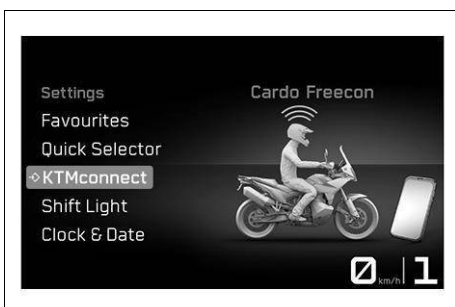 Settings
Cardo Freecon
Favourites
Quick Selector
KTMconnect
Shift Light
Clock & Date
0 km/h 1